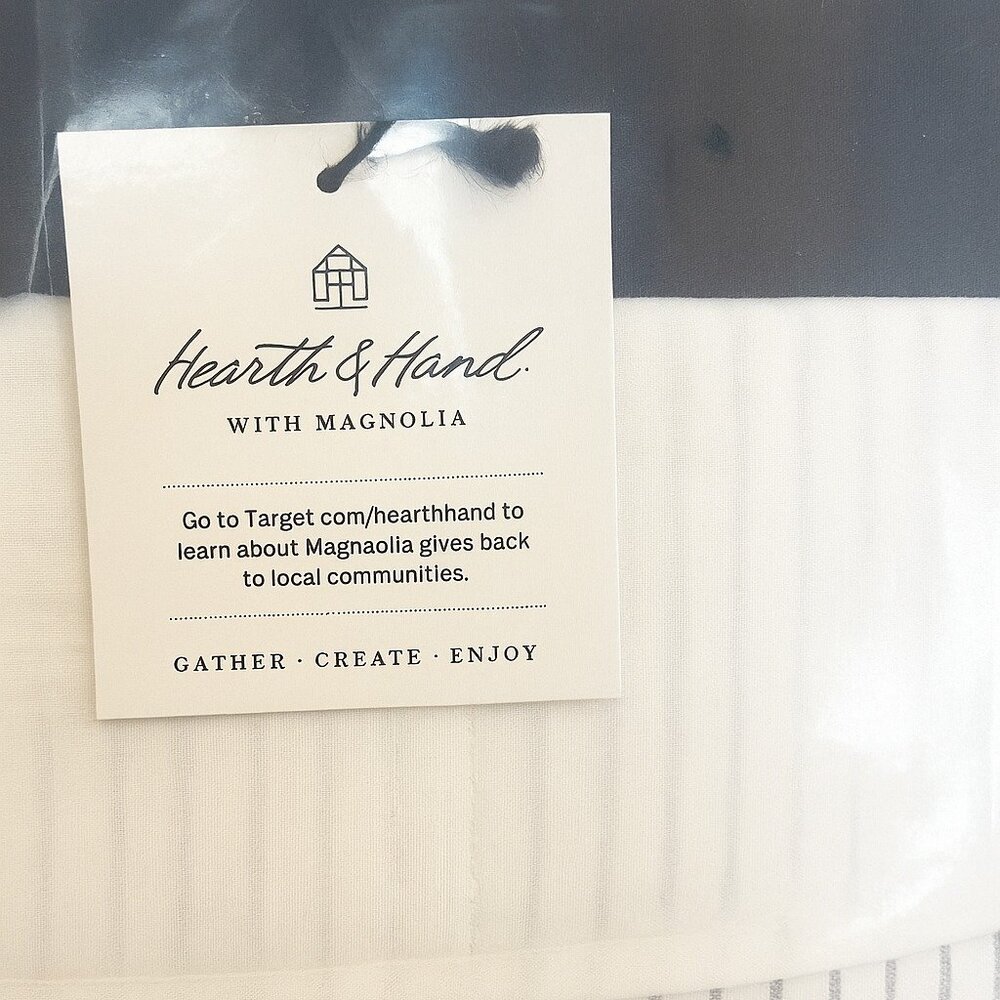 Hearth & Hand.
WITH MAGNOLIA
Go to Target com/hearthhand to
learn about Magnaolia gives back
to local communities.
GATHER · CREATE · ENJOY